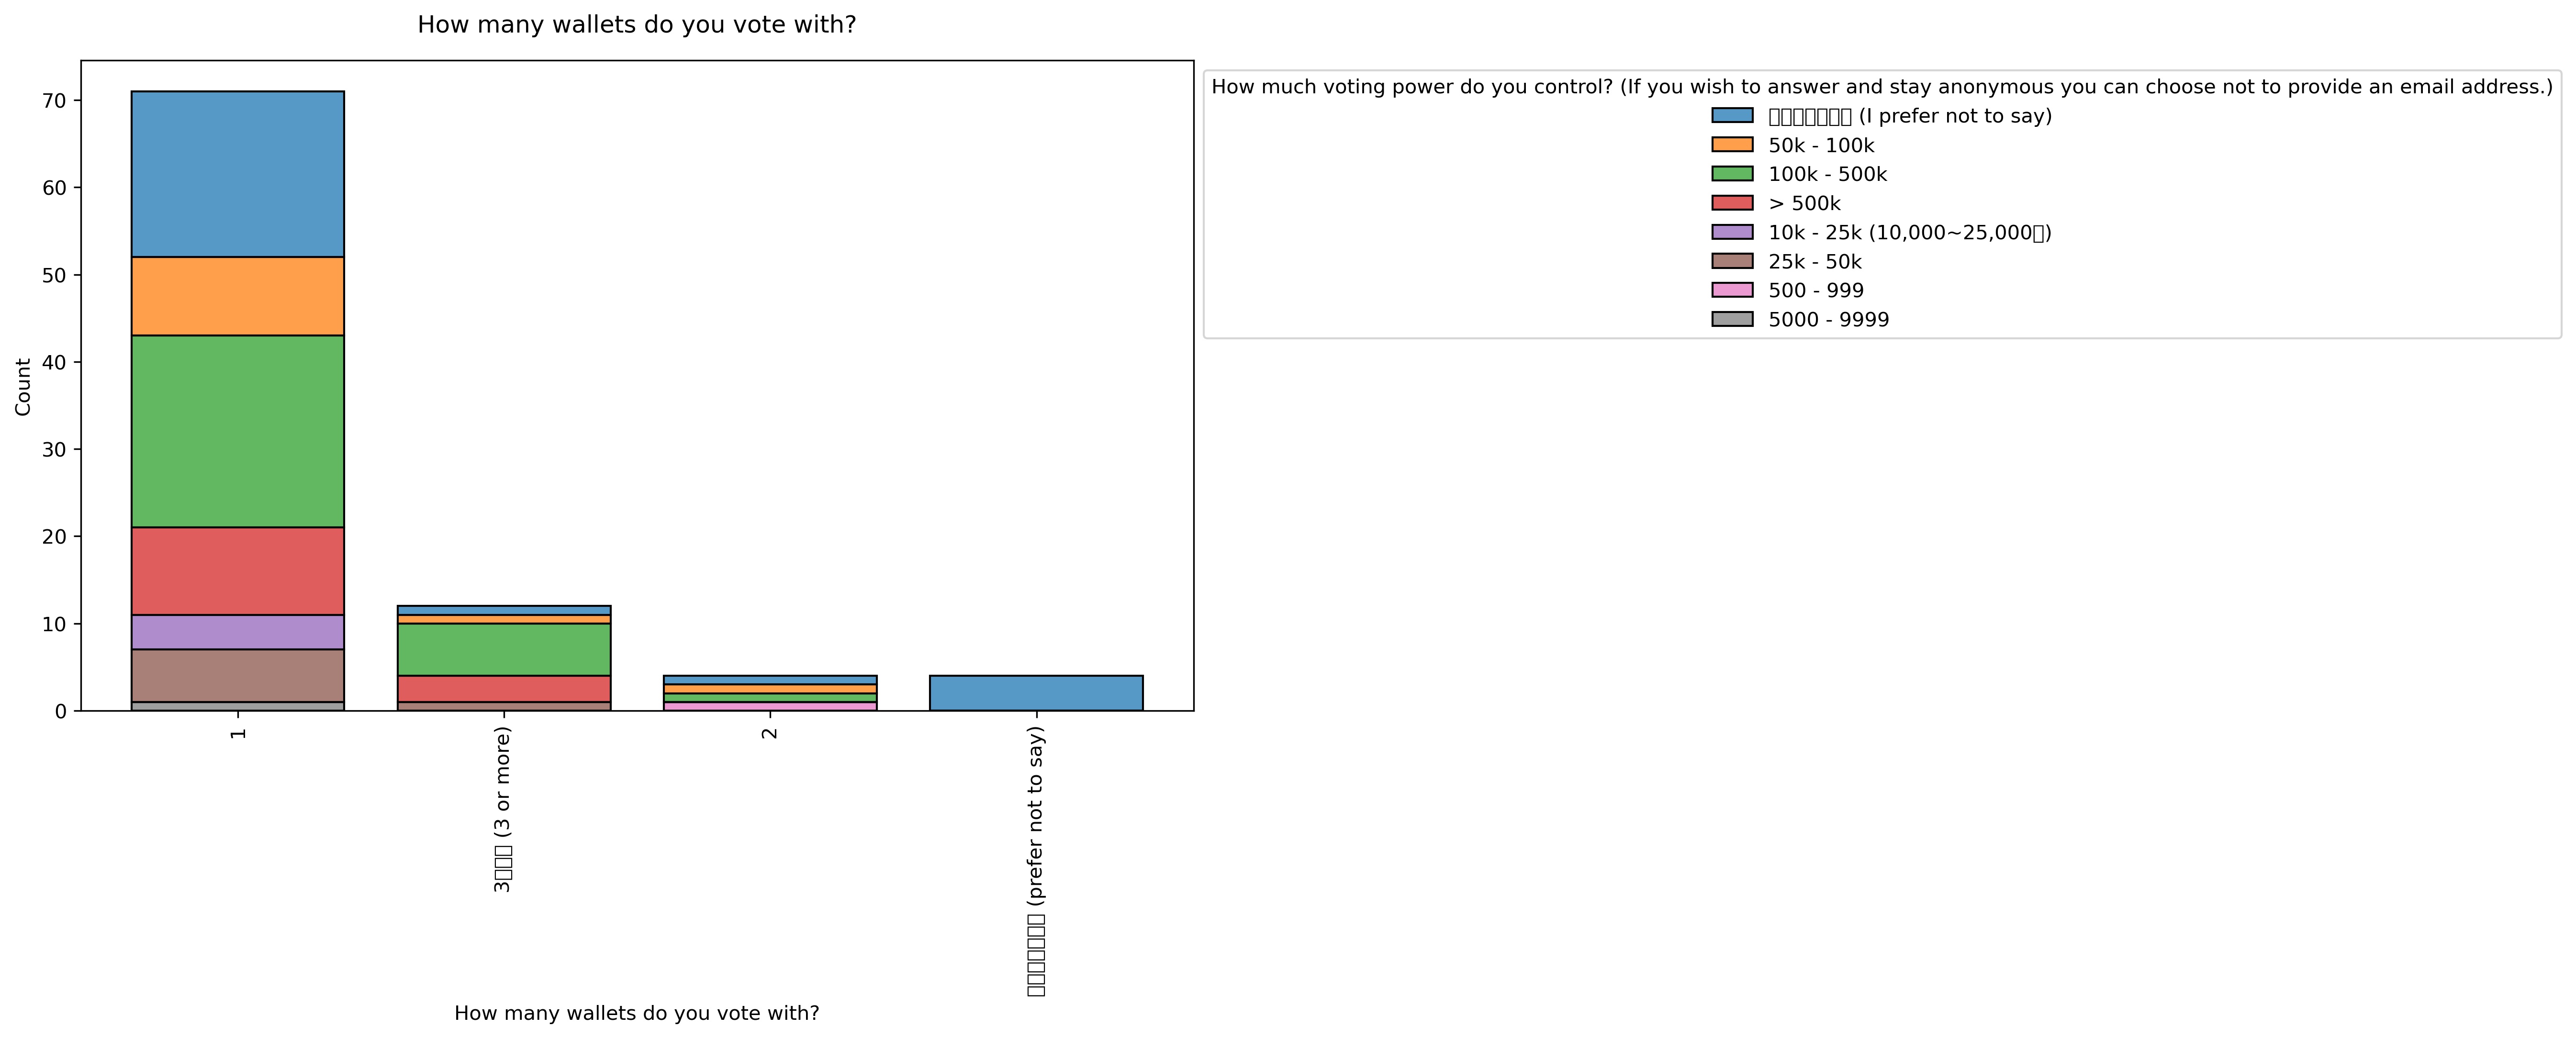 How many wallets do you vote with?
Count
70
60
50
40
30
20
10
0
1
3□□□ (3 or more)
2
□□□□□□□ (prefer not to say)
How many wallets do you vote with?
How much voting power do you control? (If you wish to answer and stay anonymous you can choose not to provide an email address.)
□□□□□□□ (I prefer not to say)
50k - 100k
100k - 500k
> 500k
10k - 25k (10,000~25,000□)
25k - 50k
500 - 999
5000 - 9999